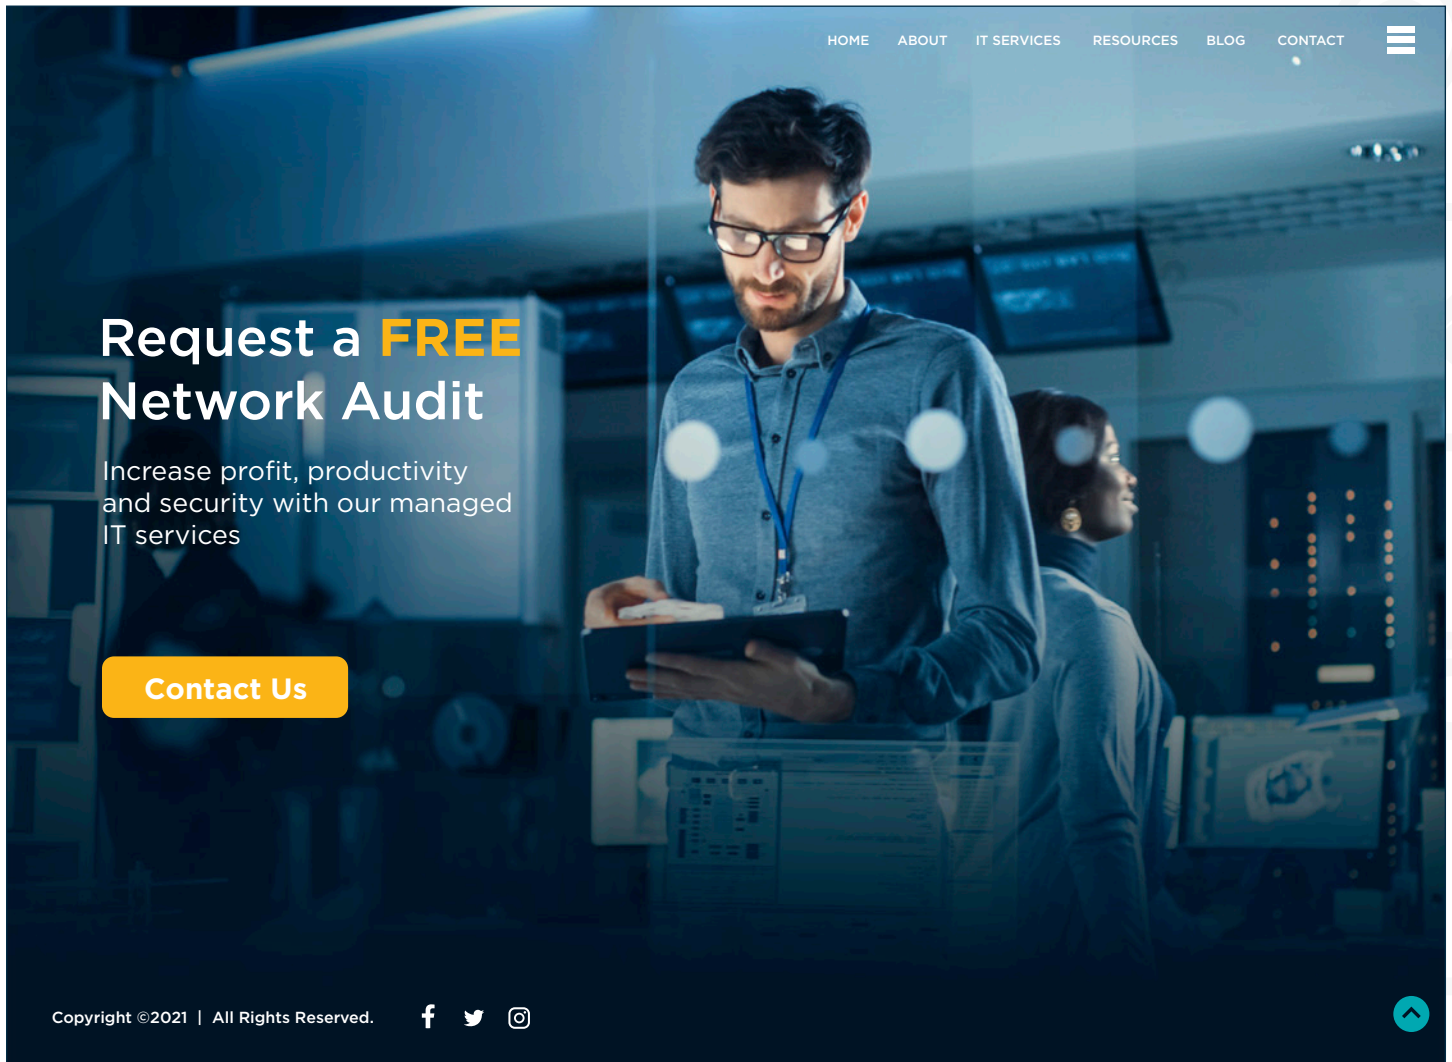 HOME ABOUT IT SERVICES RESOURCES BLOG CONTACT
Request a FREE
Network Audit
Increase profit, productivity
and security with our managed
IT services
Contact Us
Copyright ©2021 | All Rights Reserved.